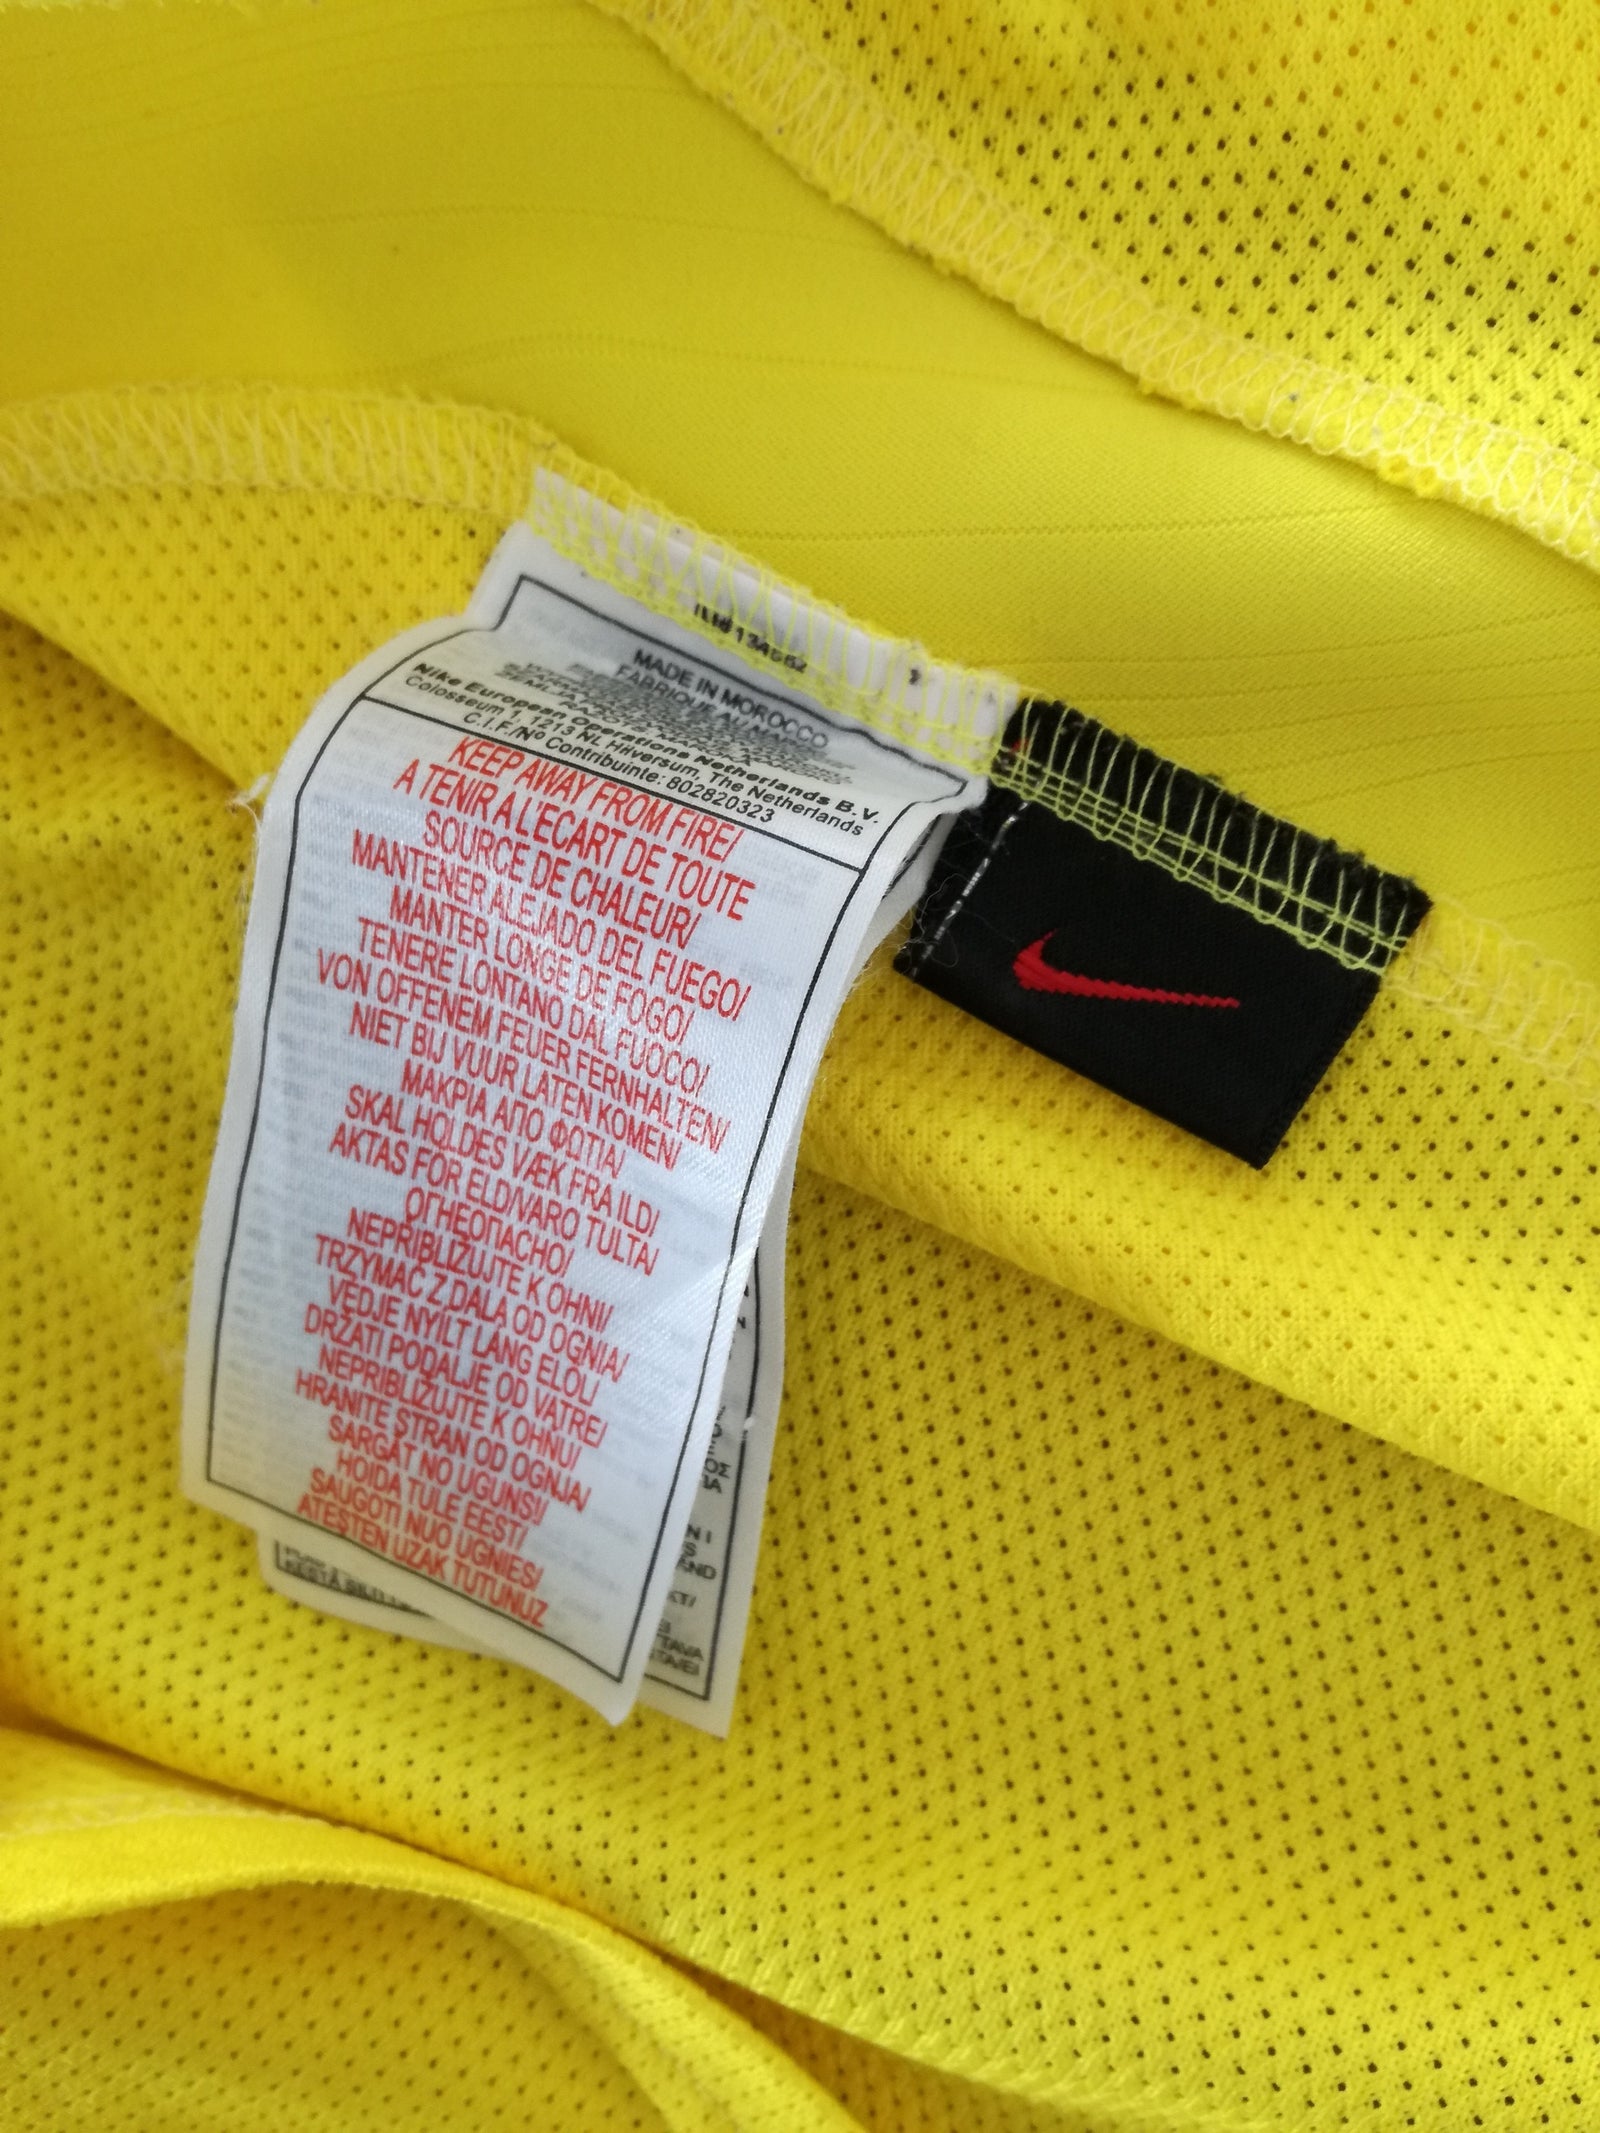 MADE IN MOROCCO
FABRIQUE AU
Nike European Operations Netherlands B.V.
Colosseum 1, 1213 NL Hilversum, The Netherlands
C.I.F./Nº Contribuinte: 802820323
KEEP AWAY FROM FIRE/
A TENIR A L'ECART DE TOUTE
SOURCE DE CHALEUR/
MANTENER ALEJADO DEL FUEGO/
MANTER LONGE DE FOGO/
TENERE LONTANO DAL FUOCO/
VON OFFENEM FEUER FERNHALTEN/
NIET BIJ VUUR LATEN KOMEN/
ΜΑΚΡΙΑ ΑΠΟ ΦΩΤΙΑ/
SKAL HOLDES VÆK FRA ILD/
AKTAS FOR ELD/VARO TULTA/
ОГНЕОПАСНО/
NEPRIBLIŽUJTE K OHNI/
TRZYMAĆ Z DALA OD OGNIA/
VÉDJE NYÍLT LÁNG ELŐL/
DRŽATI PODALJE OD VATRE/
NEPRIBLIŽUJTE K OHŇU/
HRANITE STRAN OD OGNJA/
SARGĀT NO UGUNS!/
HOIDA TULE EEST/
SAUGOTI NUO UGNIES/
ATEŞTEN UZAK TUTUNUZ